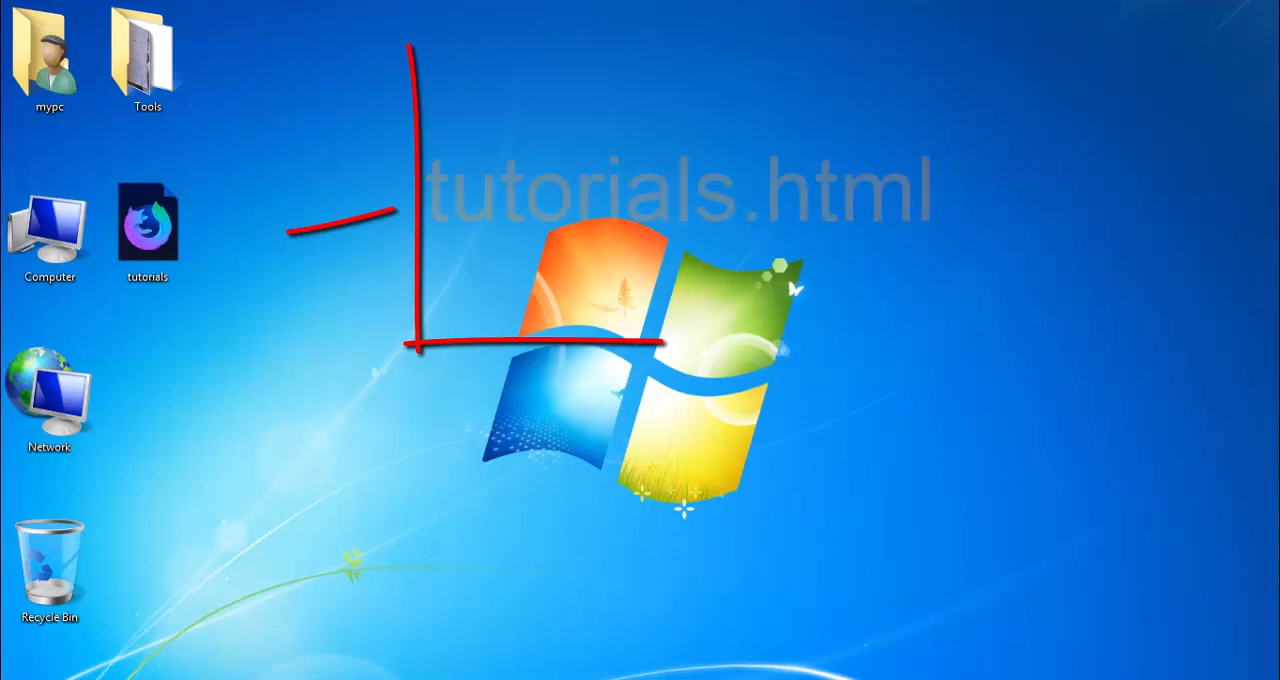 mypc
Tools
tutorials.html
Computer
tutorials
Network
Recycle Bin